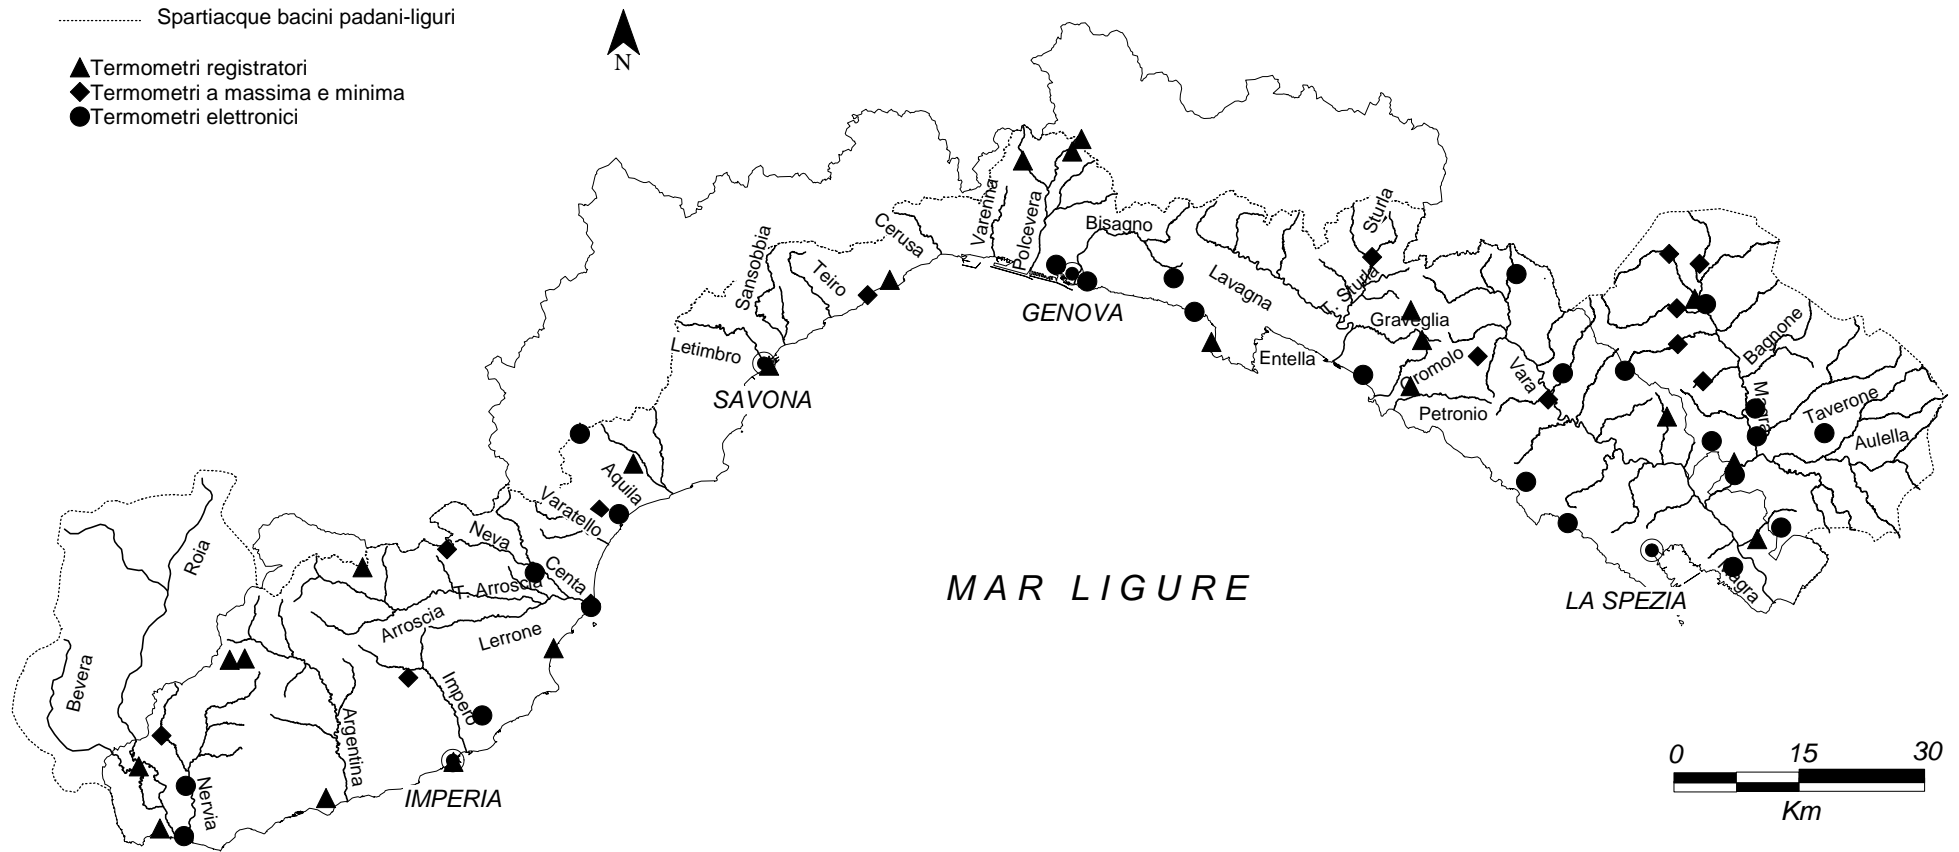 Spartiacque bacini padani-liguri
N
Termometri registratori
Termometri a massima e minima
Termometri elettronici
Varenna
Polcevera
Bisagno
Cerusa
Sansobbia
Teiro
Letimbro
SAVONA
GENOVA
Lavagna
Sturla
T. Sturla
Graveglia
Entella
Gromolo
Petronio
Vara
Bagnone
Magra
Taverone
Aulella
Aquila
Varatello
Neva
Centa
T. Arroscia
Arroscia
Lerrone
Roia
Bevera
Impero
Argentina
Nervia
IMPERIA
MAR LIGURE
LA SPEZIA
Magra
0 15 30
Km